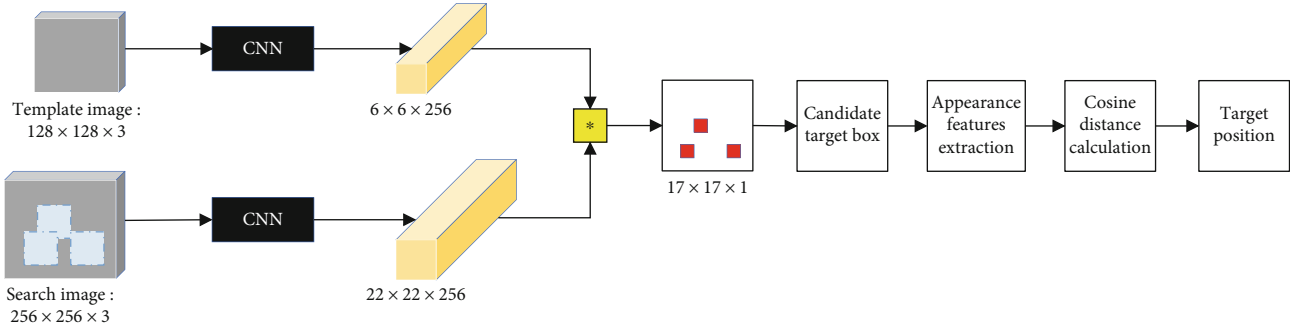 CNN
Template image :
128 × 128 × 3
6 × 6 × 256
*
17 × 17 × 1
Candidate
target box
Appearance
features
extraction
Cosine
distance
calculation
Target
position
CNN
Search image :
256 × 256 × 3
22 × 22 × 256